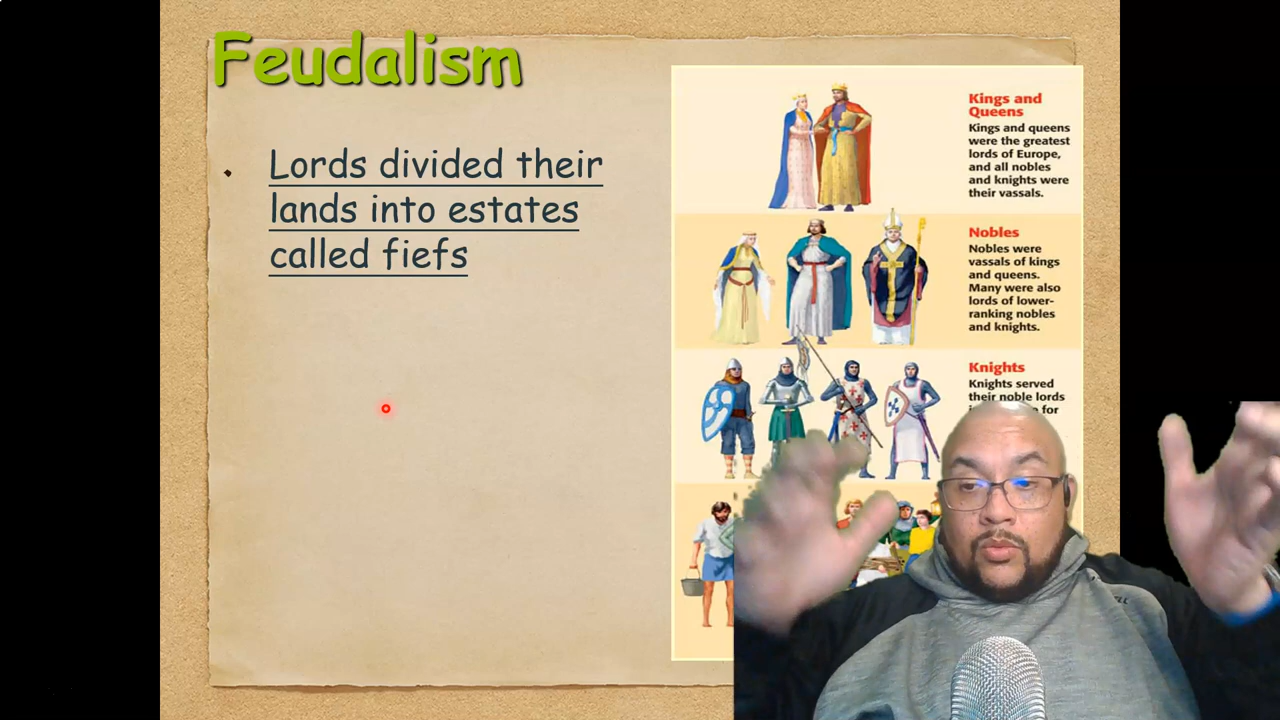 Feudalism
Lords divided their
lands into estates
called fiefs
Kings and
Queens
Kings and queens
were the greatest
lords of Europe,
and all nobles
and knights were
their vassals.
Nobles
Nobles were
vassals of kings
and queens.
Many were also
lords of lower-
ranking nobles
and knights.
Knights
Knights served
their noble lords
for